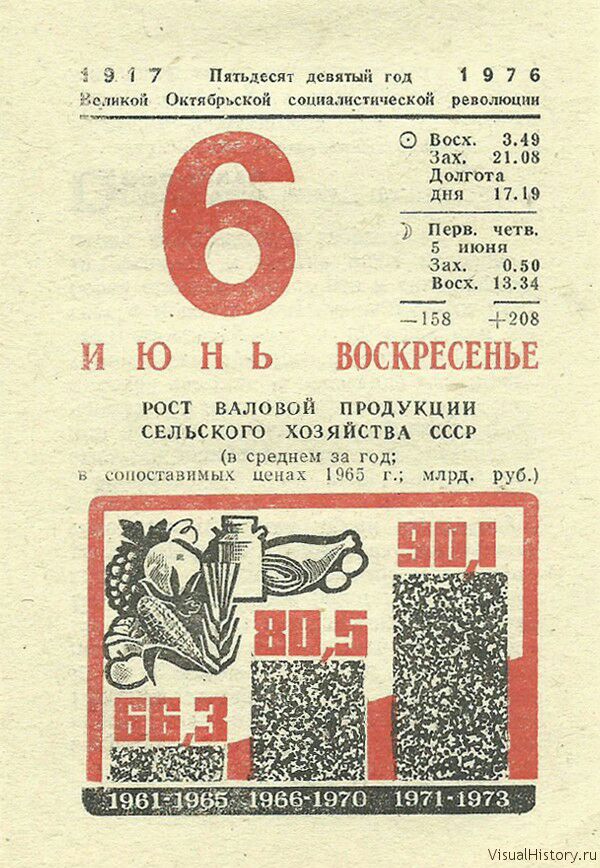 1917 Пятьдесят девятый год 1976
Великой Октябрьской социалистической революции
6
Восх. 3.49
Зах. 21.08
Долгота
дня 17.19
Перв. четв.
5 июня
Зах. 0.50
Восх. 13.34
—158 +208
ИЮНЬ ВОСКРЕСЕНЬЕ
РОСТ ВАЛОВОЙ ПРОДУКЦИИ
СЕЛЬСКОГО ХОЗЯЙСТВА СССР
(в среднем за год;
в сопоставимых ценах 1965 г.; млрд. руб.)
90,1
80,5
66,3
1961-1965 1966-1970 1971-1973
VisualHistory.ru